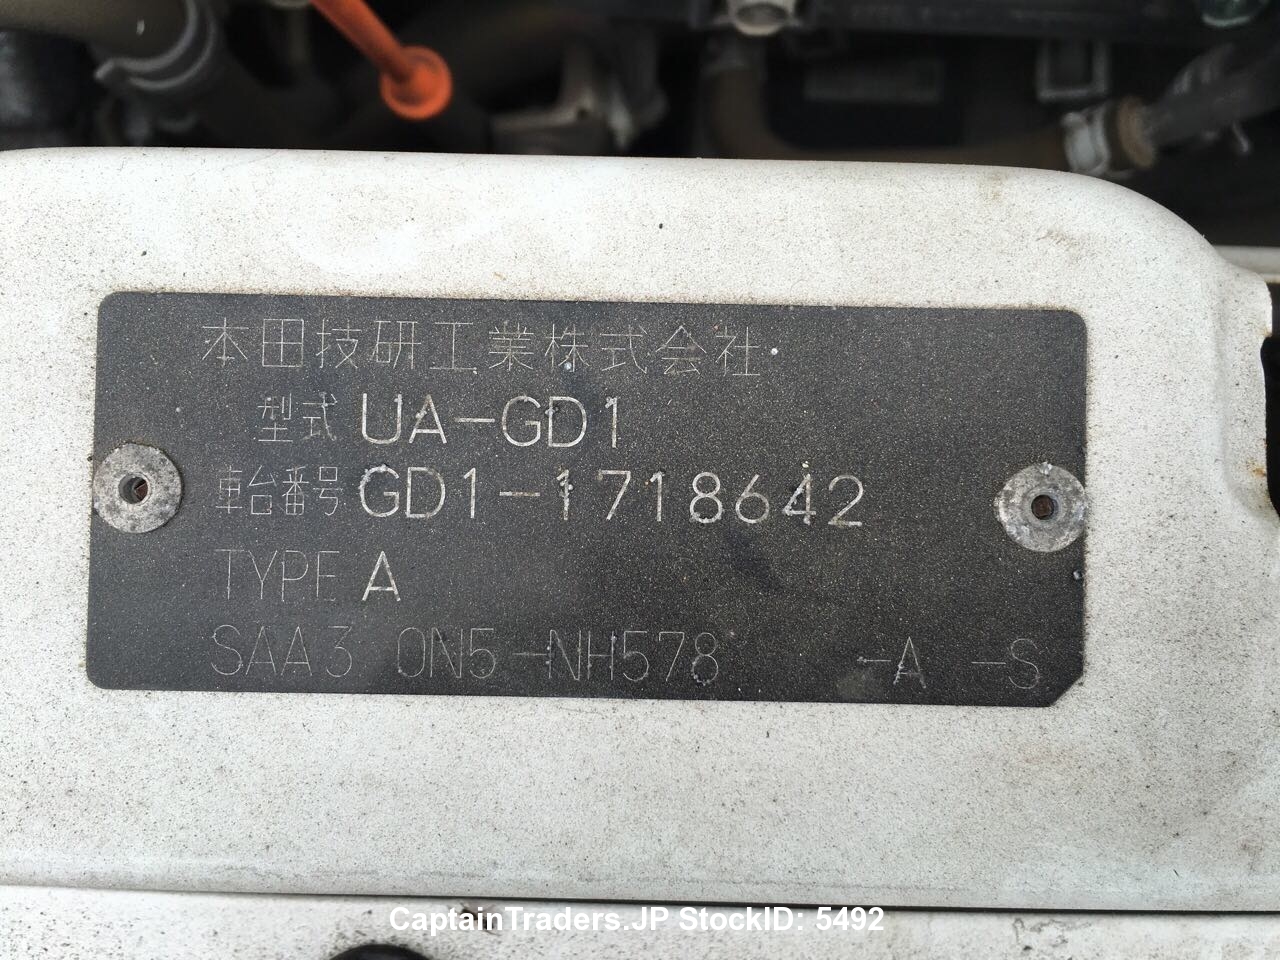 本田技研工業株式会社
型式 UA-GD1
車台番号 GD1-1718642
TYPE A
SAA3 0N5-NH578 -A -S
CaptainTraders.JP StockID: 5492